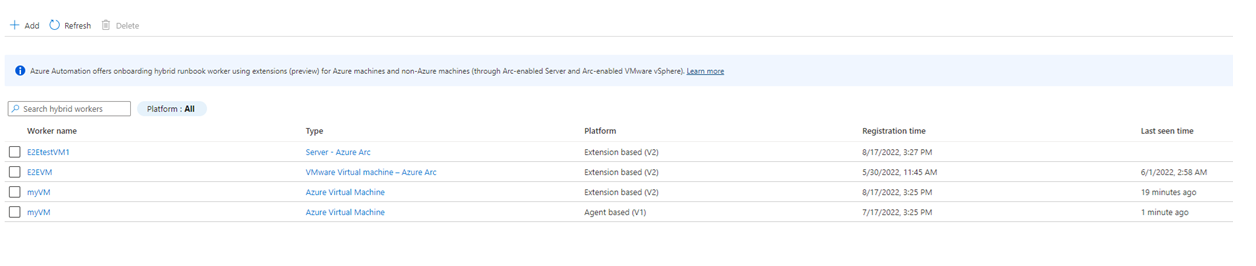 Add Refresh Delete
Azure Automation offers onboarding hybrid runbook worker using extensions (preview) for Azure machines and non-Azure machines (through Arc-enabled Server and Arc-enabled VMware vSphere). Learn more
Search hybrid workers Platform : All
Worker name Type Platform Registration time Last seen time
E2EtestVM1 Server - Azure Arc Extension based (V2) 8/17/2022, 3:27 PM
E2EVM VMware Virtual machine – Azure Arc Extension based (V2) 5/30/2022, 11:45 AM 6/1/2022, 2:58 AM
myVM Azure Virtual Machine Extension based (V2) 8/17/2022, 3:25 PM 19 minutes ago
myVM Azure Virtual Machine Agent based (V1) 7/17/2022, 3:25 PM 1 minute ago